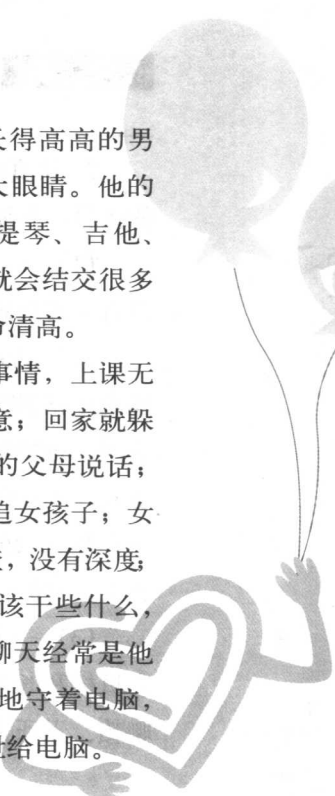 得高高的男
大眼睛。他的
提琴、吉他、
就会结交很多
清高。
事情，上课无
意；回家就躲
的父母说话；
追女孩子；女
，没有深度；
该干些什么，
聊天经常是他
地守着电脑，
给电脑。